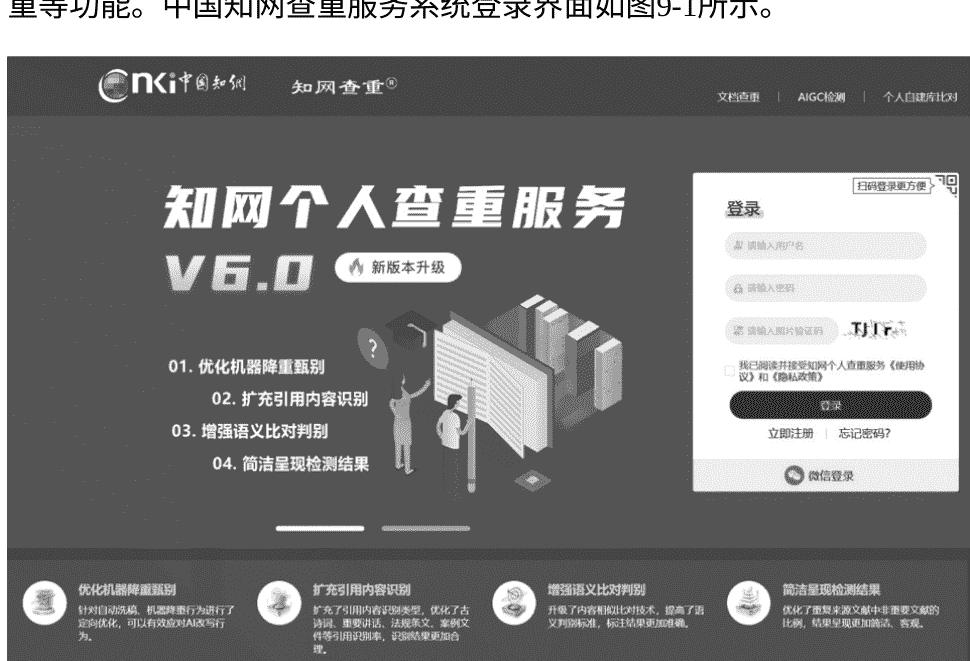 重等功能。中国知网查重服务系统登录界面如图9-1所示。
cnki中国知网
知网查重®
文档查重 | AIGC检测 | 个人自建库比对
知网个人查重服务
V6.0 新版本升级
01. 优化机器降重甄别
02. 扩充引用内容识别
03. 增强语义比对判别
04. 简洁呈现检测结果
?
扫码登录更方便
登录
请输入用户名
请输入密码
请输入图片验证码
我已阅读并接受知网个人查重服务《使用协
议》和《隐私政策》
登录
立即注册 | 忘记密码?
微信登录
优化机器降重甄别
针对自动洗稿、机器降重行为进行了
定向优化,可以有效应对AI改写行
为。
扩充引用内容识别
扩充了引用内容识别类型,优化了古
诗词、重要讲话、法规条文、案例文
件等引用识别率,识别结果更加合
理。
增强语义比对判别
升级了内容相似比对技术,提高了语
义判别标准,标注结果更加准确。
简洁呈现检测结果
优化了重复来源文献中非重要文献的
比例,结果呈现更加简洁、客观。